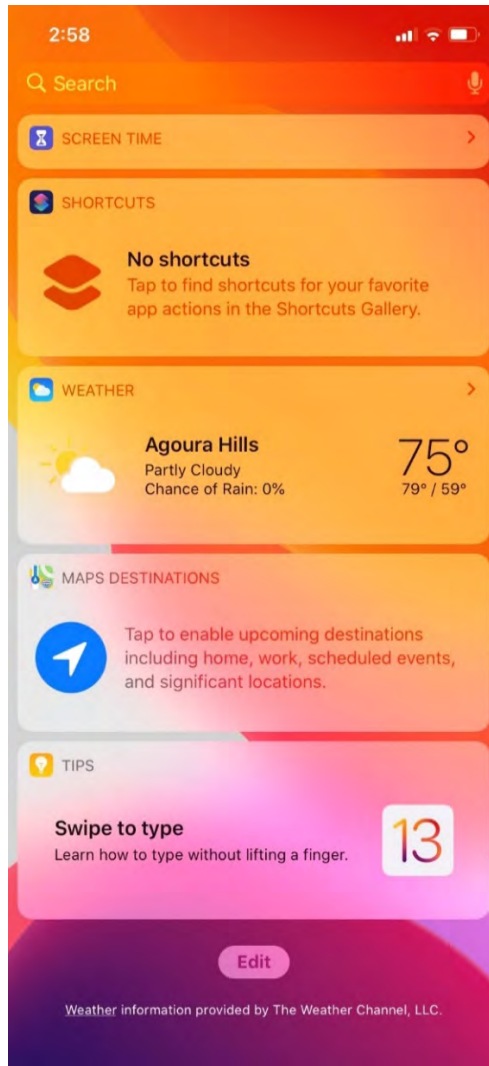 2:58
Search
SCREEN TIME
SHORTCUTS
No shortcuts
Tap to find shortcuts for your favorite
app actions in the Shortcuts Gallery.
WEATHER
Agoura Hills
75°
Partly Cloudy
Chance of Rain: 0%
79° / 59°
MAPS DESTINATIONS
Tap to enable upcoming destinations
including home, work, scheduled events,
and significant locations.
TIPS
Swipe to type
Learn how to type without lifting a finger.
13
Edit
Weather information provided by The Weather Channel, LLC.